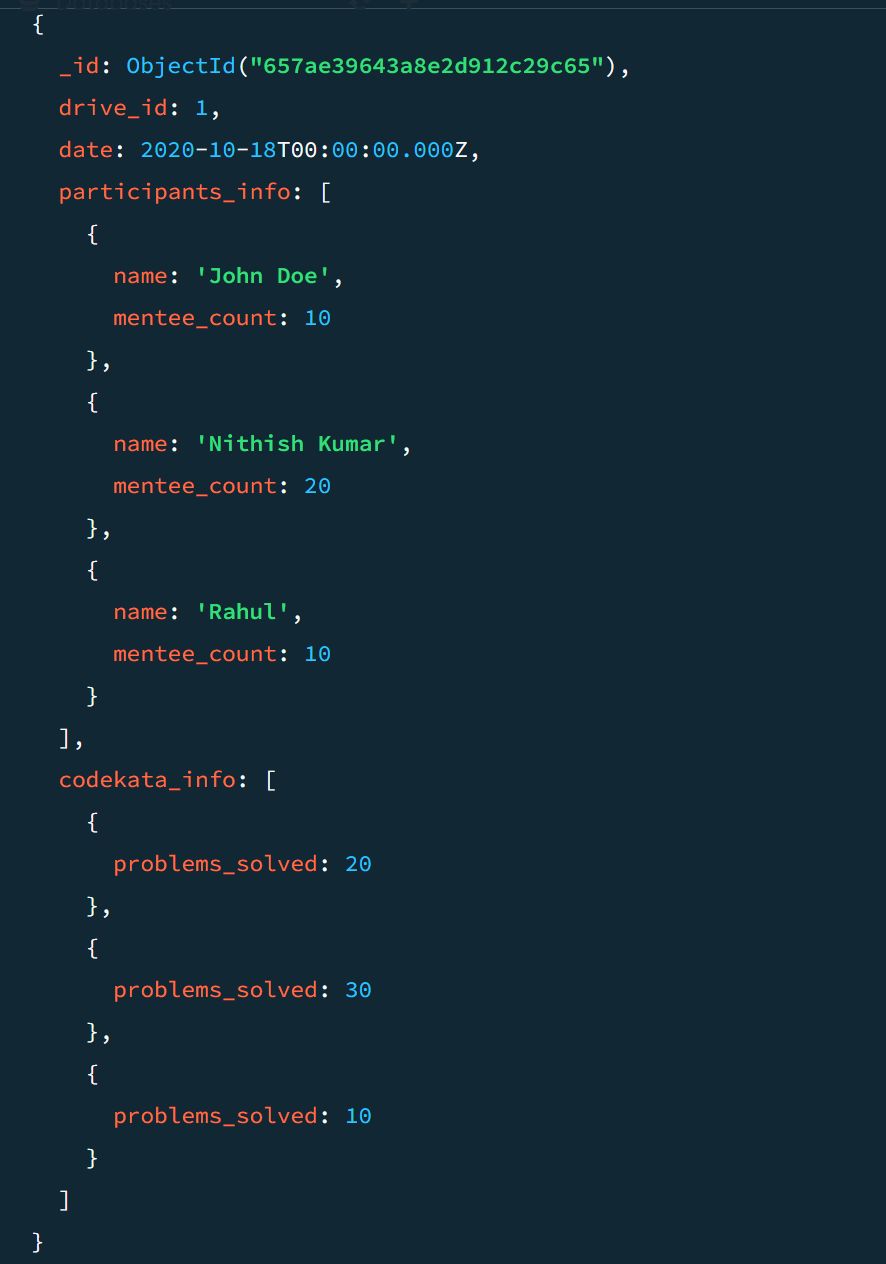 {
_id: ObjectId("657ae39643a8e2d912c29c65"),
drive_id: 1,
date: 2020-10-18T00:00:00.000Z,
participants_info: [
{
name: 'John Doe',
mentee_count: 10
},
{
name: 'Nithish Kumar',
mentee_count: 20
},
{
name: 'Rahul',
mentee_count: 10
}
],
codekata_info: [
{
problems_solved: 20
},
{
problems_solved: 30
},
{
problems_solved: 10
}
]
}